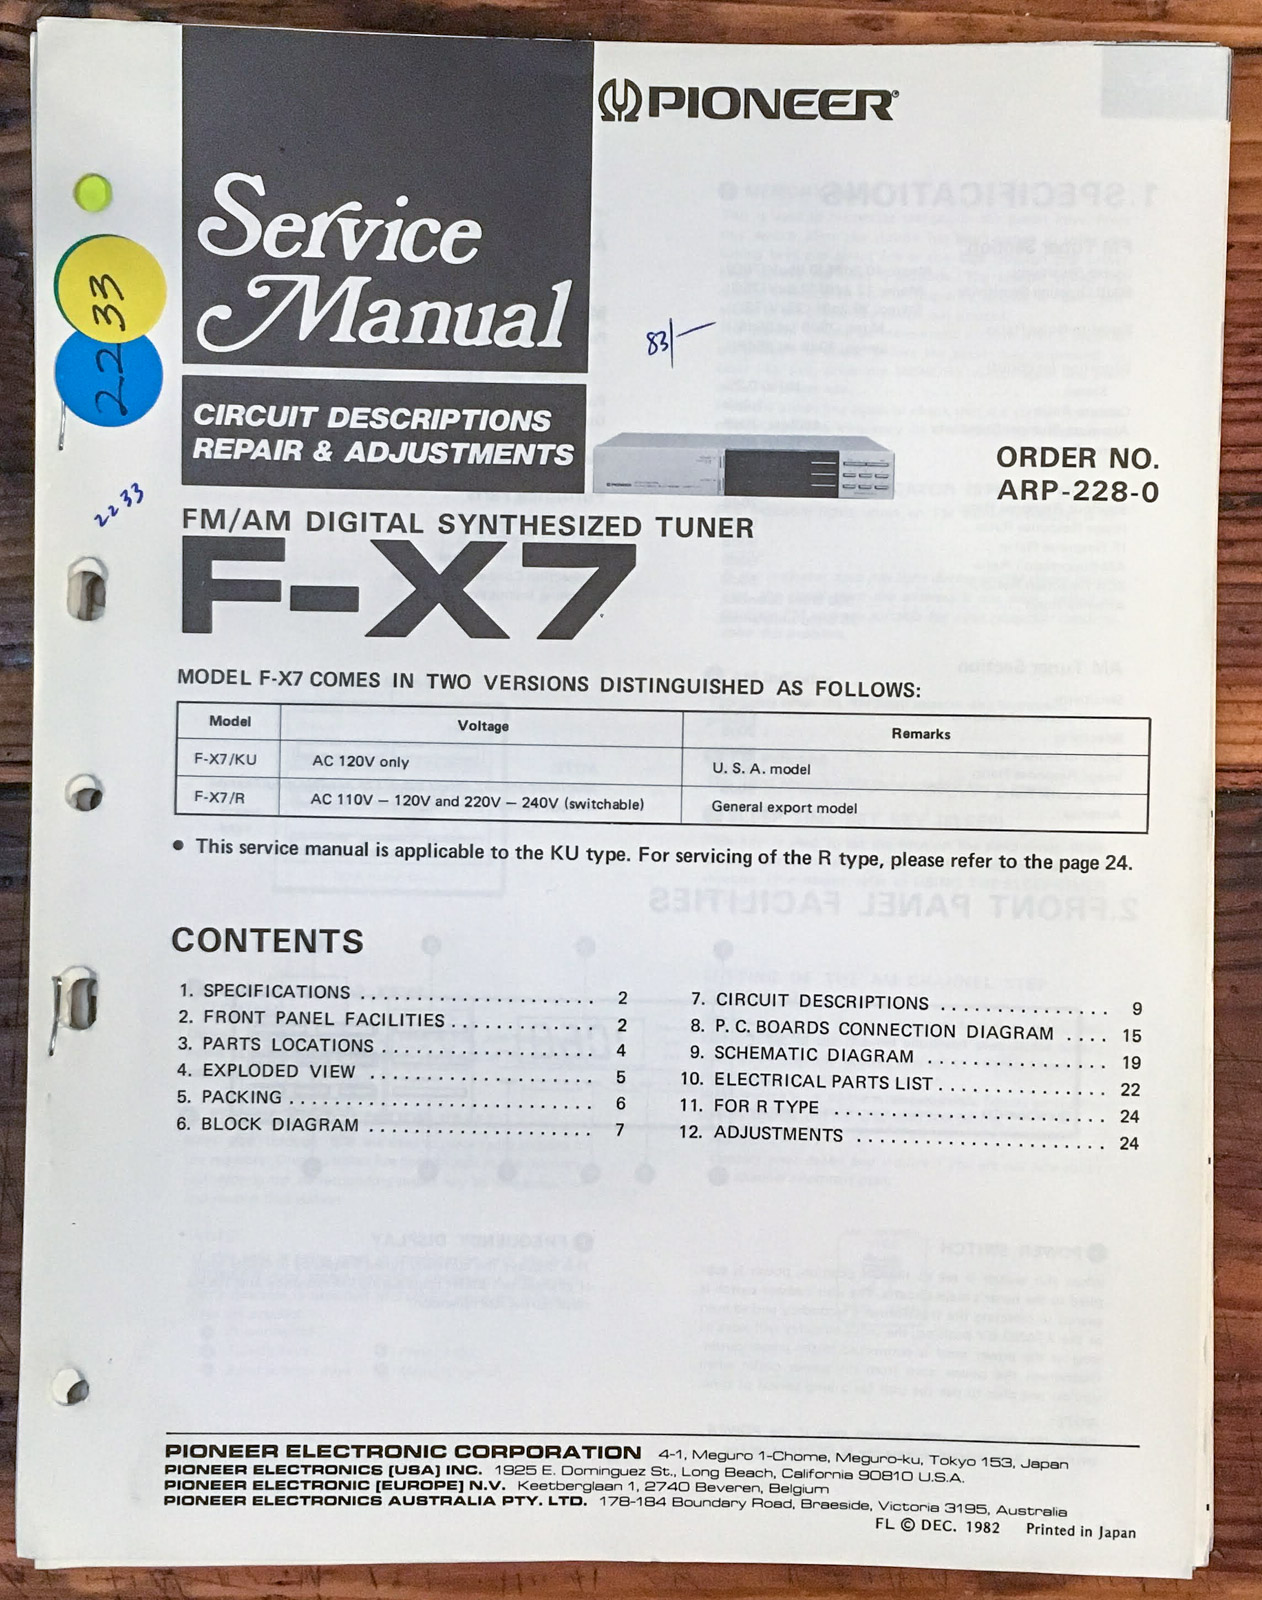 PIONEER
Service
Manual
CIRCUIT DESCRIPTIONS
REPAIR & ADJUSTMENTS
33
22
2233
83/—
PIONEER
ORDER NO.
ARP-228-0
FM/AM DIGITAL SYNTHESIZED TUNER
F-X7
MODEL F-X7 COMES IN TWO VERSIONS DISTINGUISHED AS FOLLOWS:
Model Voltage Remarks
F-X7/KU AC 120V only U. S. A. model
F-X7/R AC 110V – 120V and 220V – 240V (switchable) General export model
● This service manual is applicable to the KU type. For servicing of the R type, please refer to the page 24.
CONTENTS
1. SPECIFICATIONS . . . . . . . . . . . . . . . . . . . . . . 2
2. FRONT PANEL FACILITIES . . . . . . . . . . . . . 2
3. PARTS LOCATIONS . . . . . . . . . . . . . . . . . . . . 4
4. EXPLODED VIEW . . . . . . . . . . . . . . . . . . . . . 5
5. PACKING . . . . . . . . . . . . . . . . . . . . . . . . . . . . 6
6. BLOCK DIAGRAM . . . . . . . . . . . . . . . . . . . . . 7
7. CIRCUIT DESCRIPTIONS . . . . . . . . . . . . . . . 9
8. P. C. BOARDS CONNECTION DIAGRAM . . . . 15
9. SCHEMATIC DIAGRAM . . . . . . . . . . . . . . . . . 19
10. ELECTRICAL PARTS LIST . . . . . . . . . . . . . . . . 22
11. FOR R TYPE . . . . . . . . . . . . . . . . . . . . . . . . . 24
12. ADJUSTMENTS . . . . . . . . . . . . . . . . . . . . . . . 24
PIONEER ELECTRONIC CORPORATION 4-1, Meguro 1-Chome, Meguro-ku, Tokyo 153, Japan
PIONEER ELECTRONICS [USA] INC. 1925 E. Dominguez St., Long Beach, California 90810 U.S.A.
PIONEER ELECTRONIC [EUROPE] N.V. Keetberglaan 1, 2740 Beveren, Belgium
PIONEER ELECTRONICS AUSTRALIA PTY. LTD. 178-184 Boundary Road, Braeside, Victoria 3195, Australia
FL © DEC. 1982 Printed in Japan